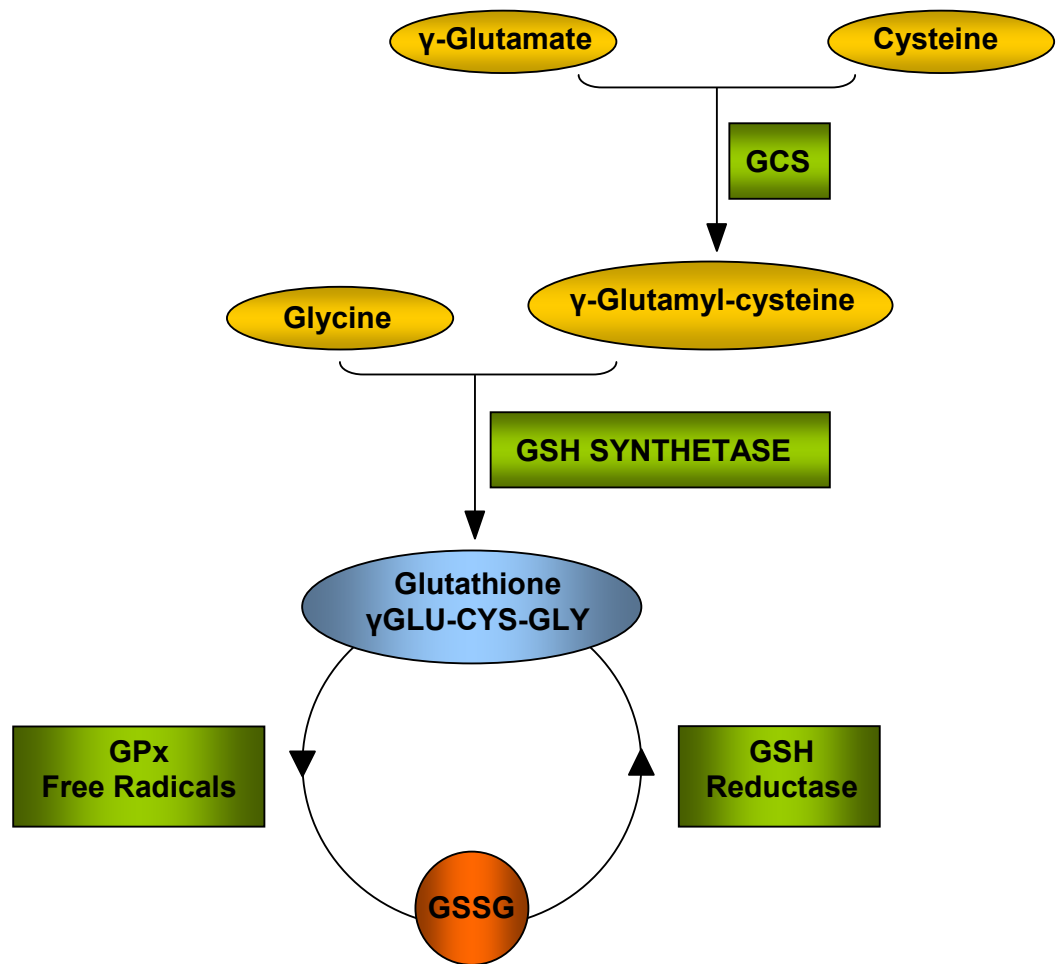 γ-Glutamate
Cysteine
GCS
γ-Glutamyl-cysteine
Glycine
GSH SYNTHETASE
Glutathione
γGLU-CYS-GLY
GPx
Free Radicals
GSH
Reductase
GSSG